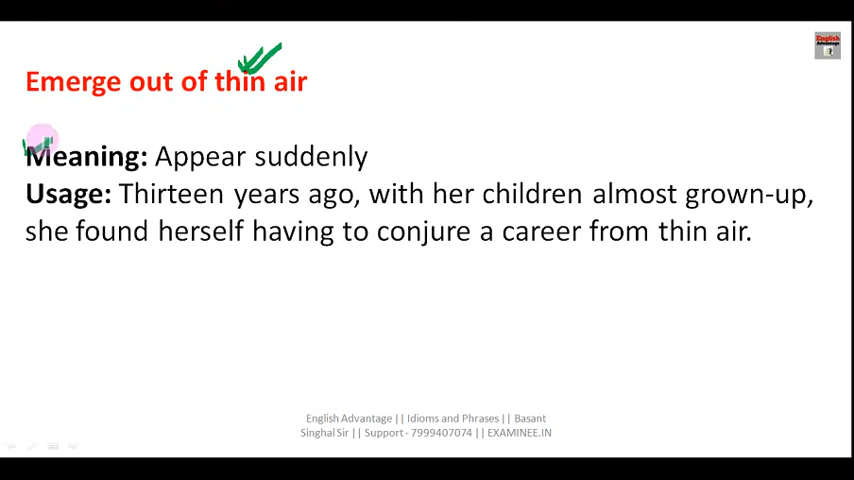 English
Advantage
Emerge out of thin air
Meaning: Appear suddenly
Usage: Thirteen years ago, with her children almost grown-up,
she found herself having to conjure a career from thin air.
English Advantage || Idioms and Phrases || Basant
Singhal Sir || Support - 7999407074 || EXAMINEE.IN